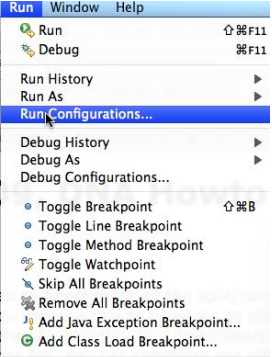 Run Window Help
Run ⇧⌘F11
Debug ⌘F11
Run History
Run As
Run Configurations...
Debug History
Debug As
Debug Configurations...
Toggle Breakpoint ⇧⌘B
Toggle Line Breakpoint
Toggle Method Breakpoint
Toggle Watchpoint
Skip All Breakpoints
Remove All Breakpoints
Add Java Exception Breakpoint...
Add Class Load Breakpoint...